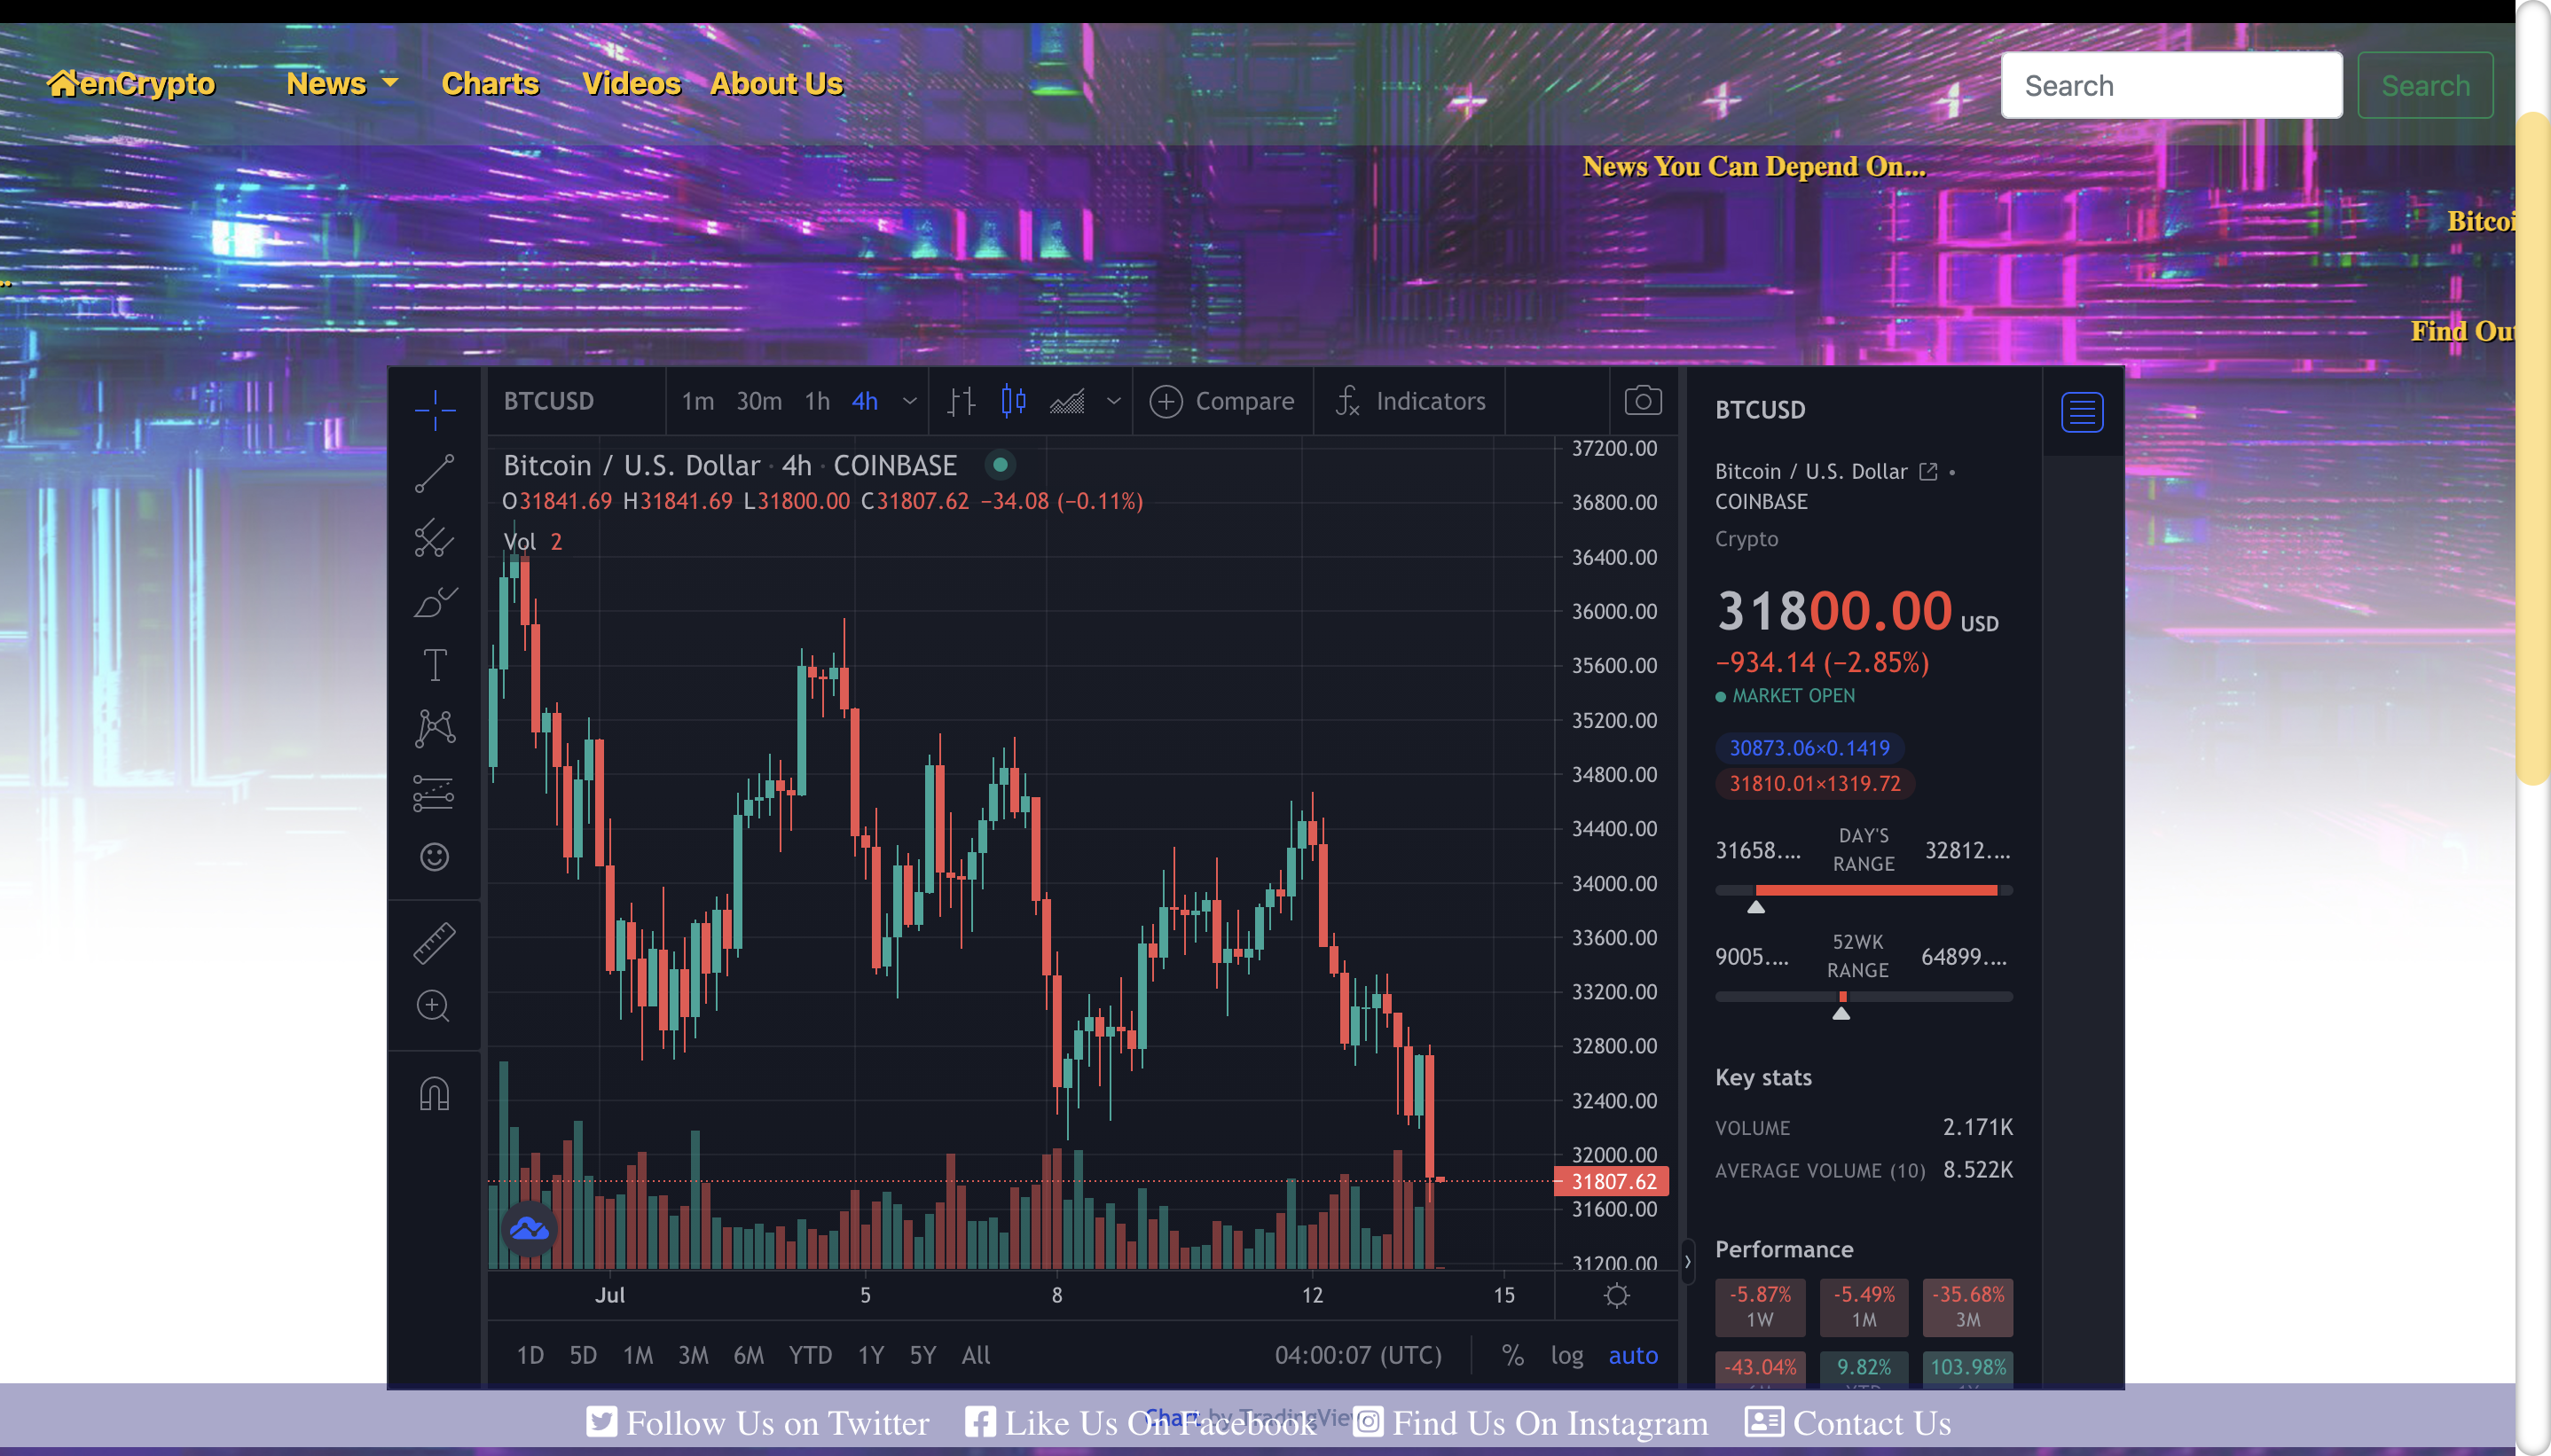 enCrypto News Charts Videos About Us Search Search
News You Can Depend On...
Bitcoi
..
Find Out
BTCUSD 1m 30m 1h 4h Compare Indicators
Bitcoin / U.S. Dollar · 4h · COINBASE
O31841.69 H31841.69 L31800.00 C31807.62 −34.08 (−0.11%)
Vol 2
37200.00
36800.00
36400.00
36000.00
35600.00
35200.00
34800.00
34400.00
34000.00
33600.00
33200.00
32800.00
32400.00
32000.00
31807.62
31600.00
31200.00
Jul 5 8 12 15
1D 5D 1M 3M 6M YTD 1Y 5Y All 04:00:07 (UTC) % log auto
BTCUSD
Bitcoin / U.S. Dollar •
COINBASE
Crypto
31800.00 USD
−934.14 (−2.85%)
MARKET OPEN
30873.06×0.1419
31810.01×1319.72
31658.... DAY'S RANGE 32812....
9005.... 52WK RANGE 64899....
Key stats
VOLUME 2.171K
AVERAGE VOLUME (10) 8.522K
Performance
-5.87% -5.49% -35.68%
1W 1M 3M
-43.04% 9.82% 103.98%
Chart by TradingView
Follow Us on Twitter Like Us On Facebook Find Us On Instagram Contact Us